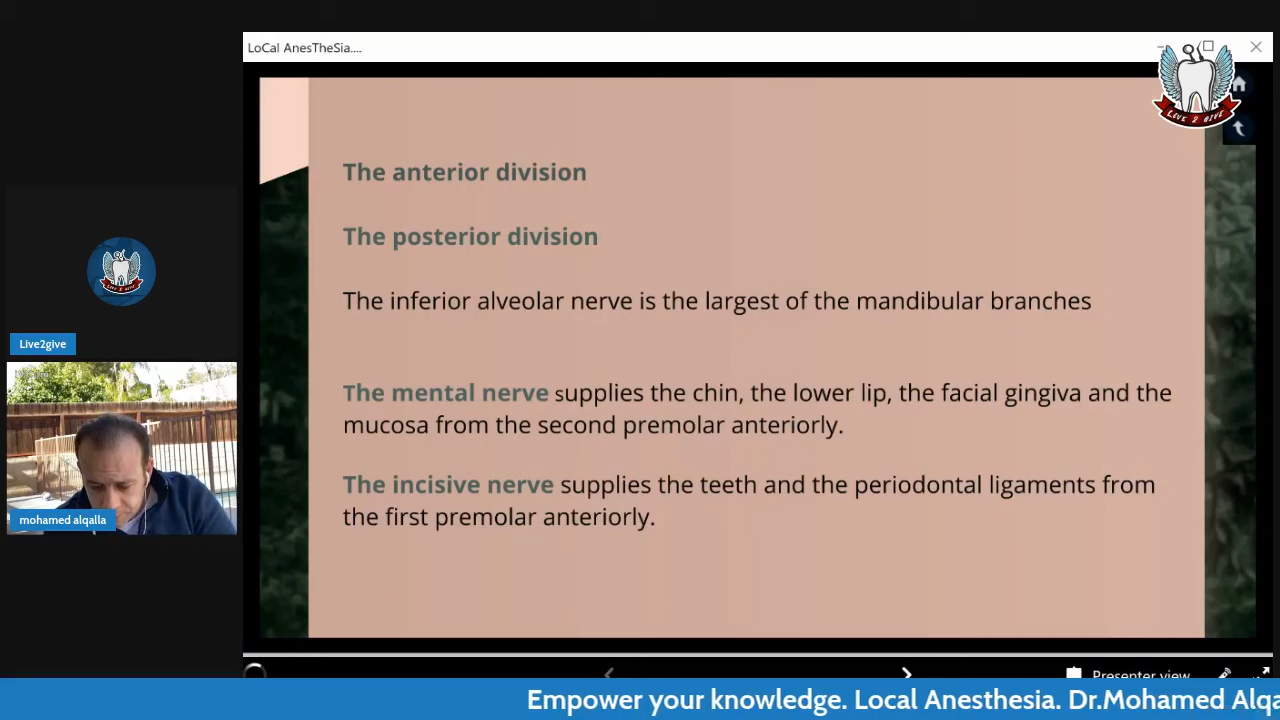 LoCal AnesTheSia....
LOVE 2 GIVE
The anterior division
The posterior division
The inferior alveolar nerve is the largest of the mandibular branches
The mental nerve supplies the chin, the lower lip, the facial gingiva and the
mucosa from the second premolar anteriorly.
The incisive nerve supplies the teeth and the periodontal ligaments from
the first premolar anteriorly.
Live2give
mohamed alqalla
Presenter view
Empower your knowledge. Local Anesthesia. Dr.Mohamed Alqa